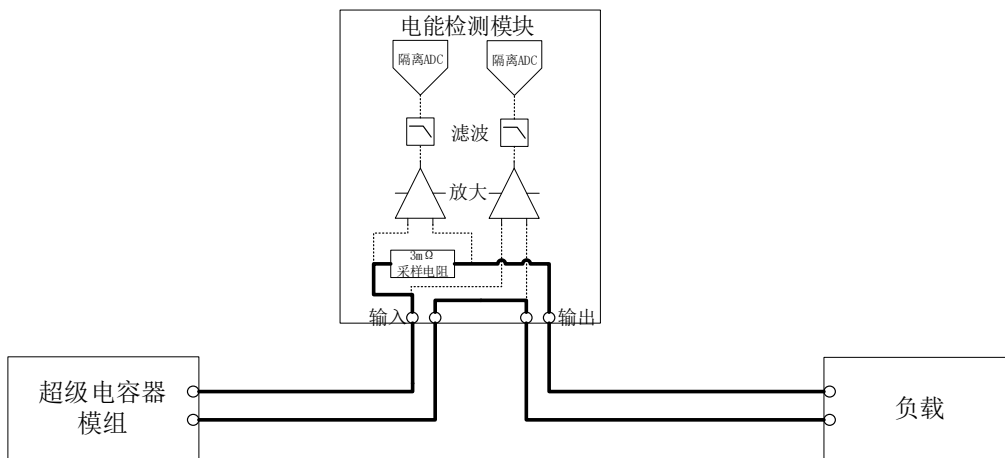 电能检测模块
隔离ADC
隔离ADC
滤波
放大
3mΩ
采样电阻
输入
输出
超级电容器
模组
负载